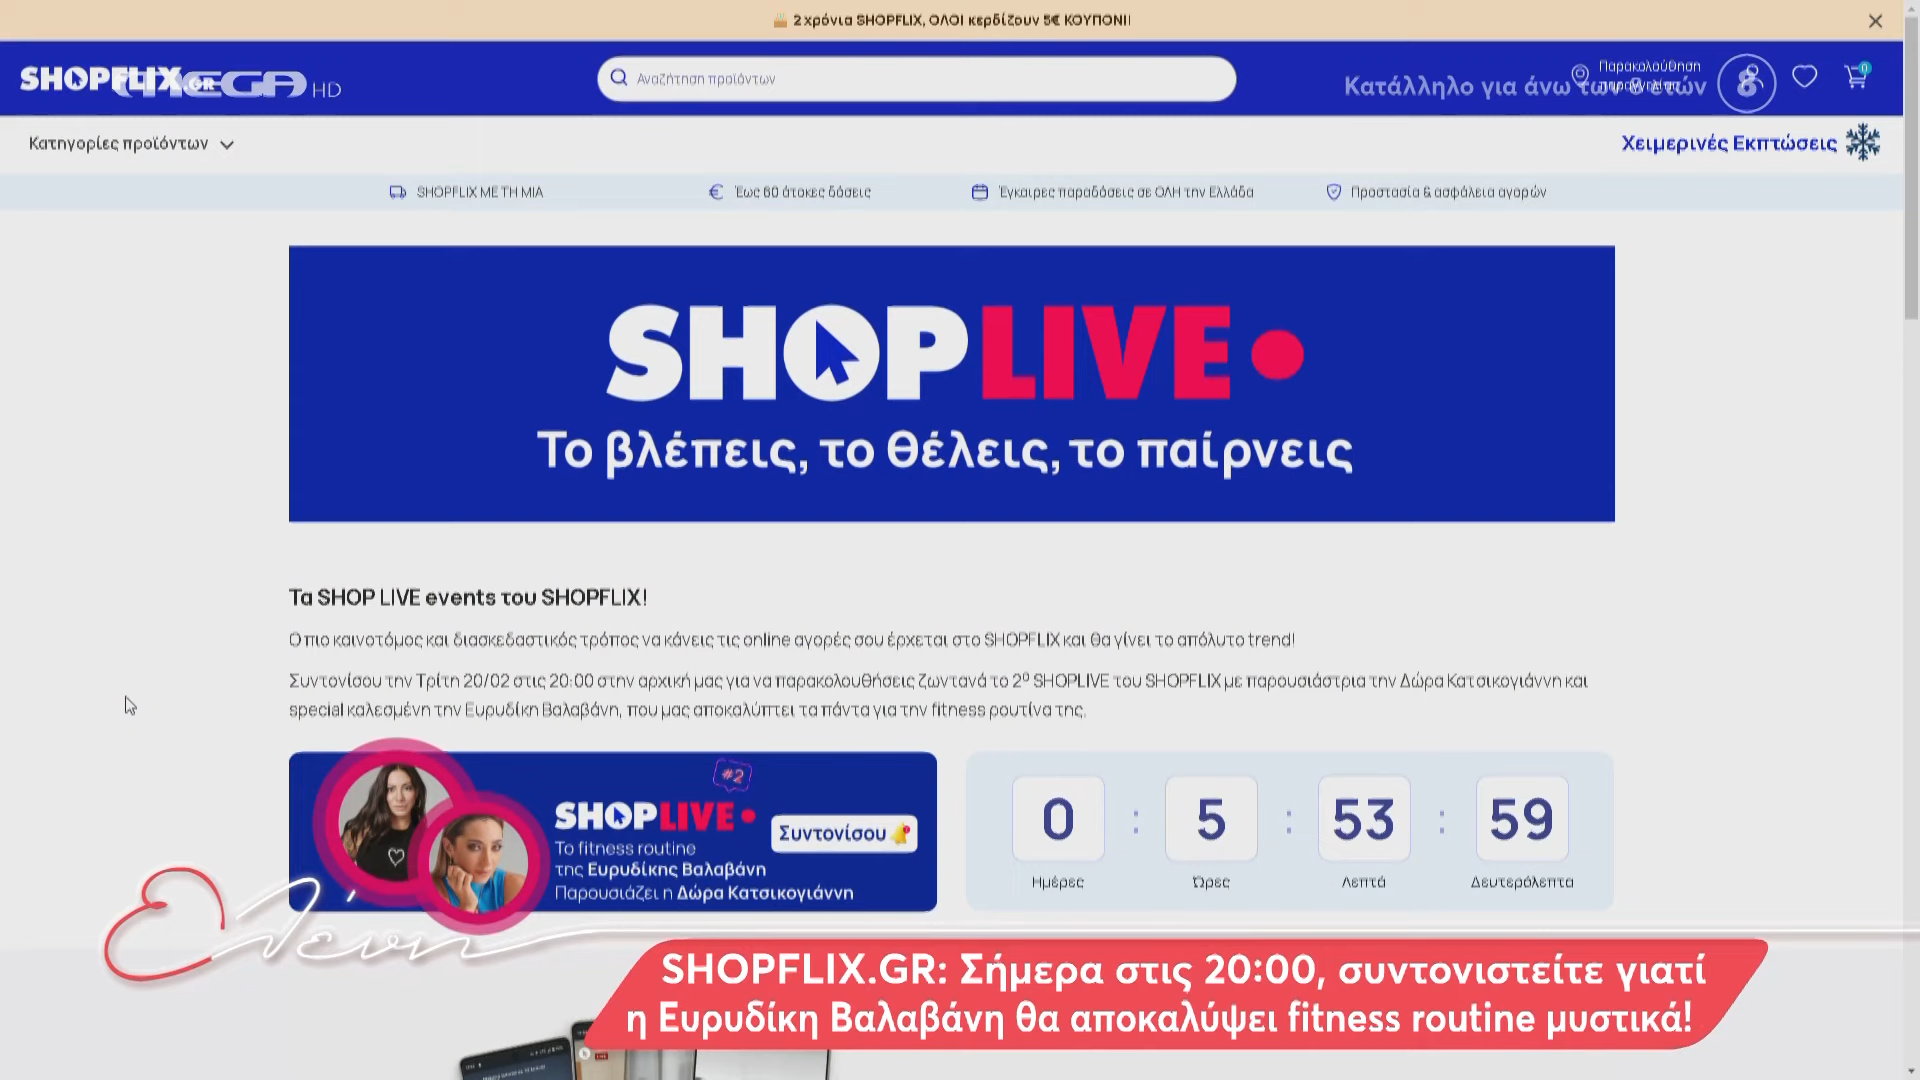 2 χρόνια SHOPFLIX, ΟΛΟΙ κερδίζουν 5€ ΚΟΥΠΟΝΙ!
SHOPFLIX.GR
MEGA HD
Αναζήτηση προϊόντων
Κατάλληλο για άνω των 8 ετών
8
Παρακολούθηση
παραγγελίας
0
Κατηγορίες προϊόντων
Χειμερινές Εκπτώσεις
SHOPFLIX ΜΕ ΤΗ ΜΙΑ
Έως 60 άτοκες δόσεις
Έγκαιρες παραδόσεις σε ΟΛΗ την Ελλάδα
Προστασία & ασφάλεια αγορών
SHOPLIVE
Το βλέπεις, το θέλεις, το παίρνεις
Τα SHOP LIVE events του SHOPFLIX!
Ο πιο καινοτόμος και διασκεδαστικός τρόπος να κάνεις τις online αγορές σου έρχεται στο SHOPFLIX και θα γίνει το απόλυτο trend!
Συντονίσου την Τρίτη 20/02 στις 20:00 στην αρχική μας για να παρακολουθήσεις ζωντανά το 2º SHOPLIVE του SHOPFLIX με παρουσιάστρια την Δώρα Κατσικογιάννη και
special καλεσμένη την Ευρυδίκη Βαλαβάνη, που μας αποκαλύπτει τα πάντα για την fitness ρουτίνα της.
#2
SHOPLIVE
Συντονίσου
Το fitness routine
της Ευρυδίκης Βαλαβάνη
Παρουσιάζει η Δώρα Κατσικογιάννη
0 : 5 : 53 : 59
Ημέρες Ώρες Λεπτά Δευτερόλεπτα
Ελένη
SHOPFLIX.GR: Σήμερα στις 20:00, συντονιστείτε γιατί
η Ευρυδίκη Βαλαβάνη θα αποκαλύψει fitness routine μυστικά!